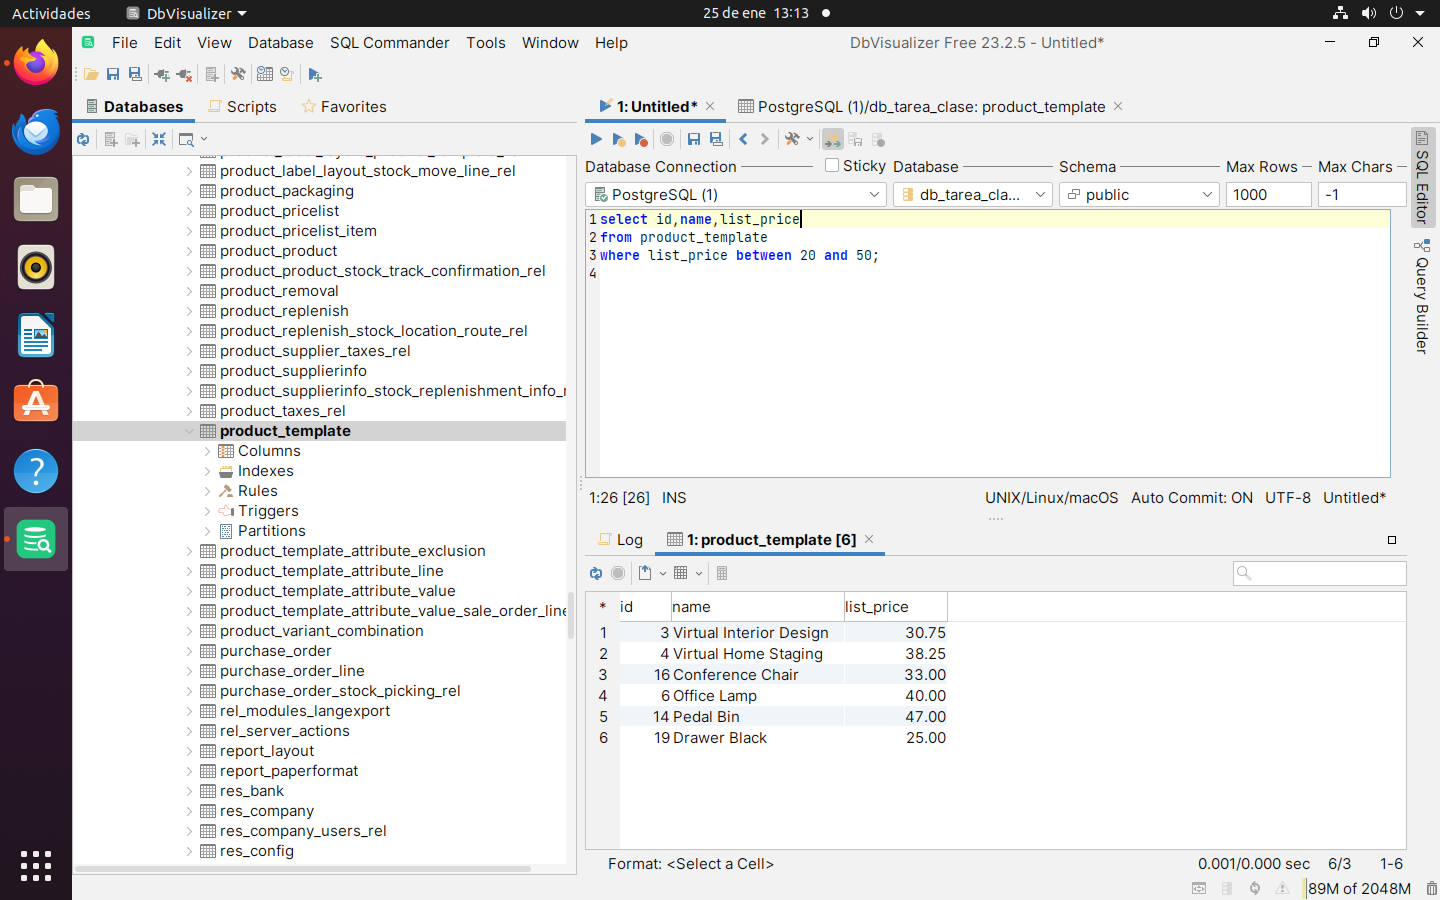 Actividades
DbVisualizer
25 de ene 13:13
File Edit View Database SQL Commander Tools Window Help
DbVisualizer Free 23.2.5 - Untitled*
Databases
Scripts
Favorites
product_label_layout_stock_move_line_rel
product_packaging
product_pricelist
product_pricelist_item
product_product
product_product_stock_track_confirmation_rel
product_removal
product_replenish
product_replenish_stock_location_route_rel
product_supplier_taxes_rel
product_supplierinfo
product_supplierinfo_stock_replenishment_info_r
product_taxes_rel
product_template
Columns
Indexes
Rules
Triggers
Partitions
product_template_attribute_exclusion
product_template_attribute_line
product_template_attribute_value
product_template_attribute_value_sale_order_line
product_variant_combination
purchase_order
purchase_order_line
purchase_order_stock_picking_rel
rel_modules_langexport
rel_server_actions
report_layout
report_paperformat
res_bank
res_company
res_company_users_rel
res_config
1: Untitled*
PostgreSQL (1)/db_tarea_clase: product_template
Database Connection
Sticky
Database
Schema
Max Rows
Max Chars
PostgreSQL (1)
db_tarea_cla...
public
1000
-1
1 select id,name,list_price
2 from product_template
3 where list_price between 20 and 50;
4
SQL Editor
Query Builder
1:26 [26] INS
UNIX/Linux/macOS Auto Commit: ON UTF-8 Untitled*
Log
1: product_template [6]
* id name list_price
1 3 Virtual Interior Design 30.75
2 4 Virtual Home Staging 38.25
3 16 Conference Chair 33.00
4 6 Office Lamp 40.00
5 14 Pedal Bin 47.00
6 19 Drawer Black 25.00
Format: <Select a Cell>
0.001/0.000 sec 6/3 1-6
89M of 2048M